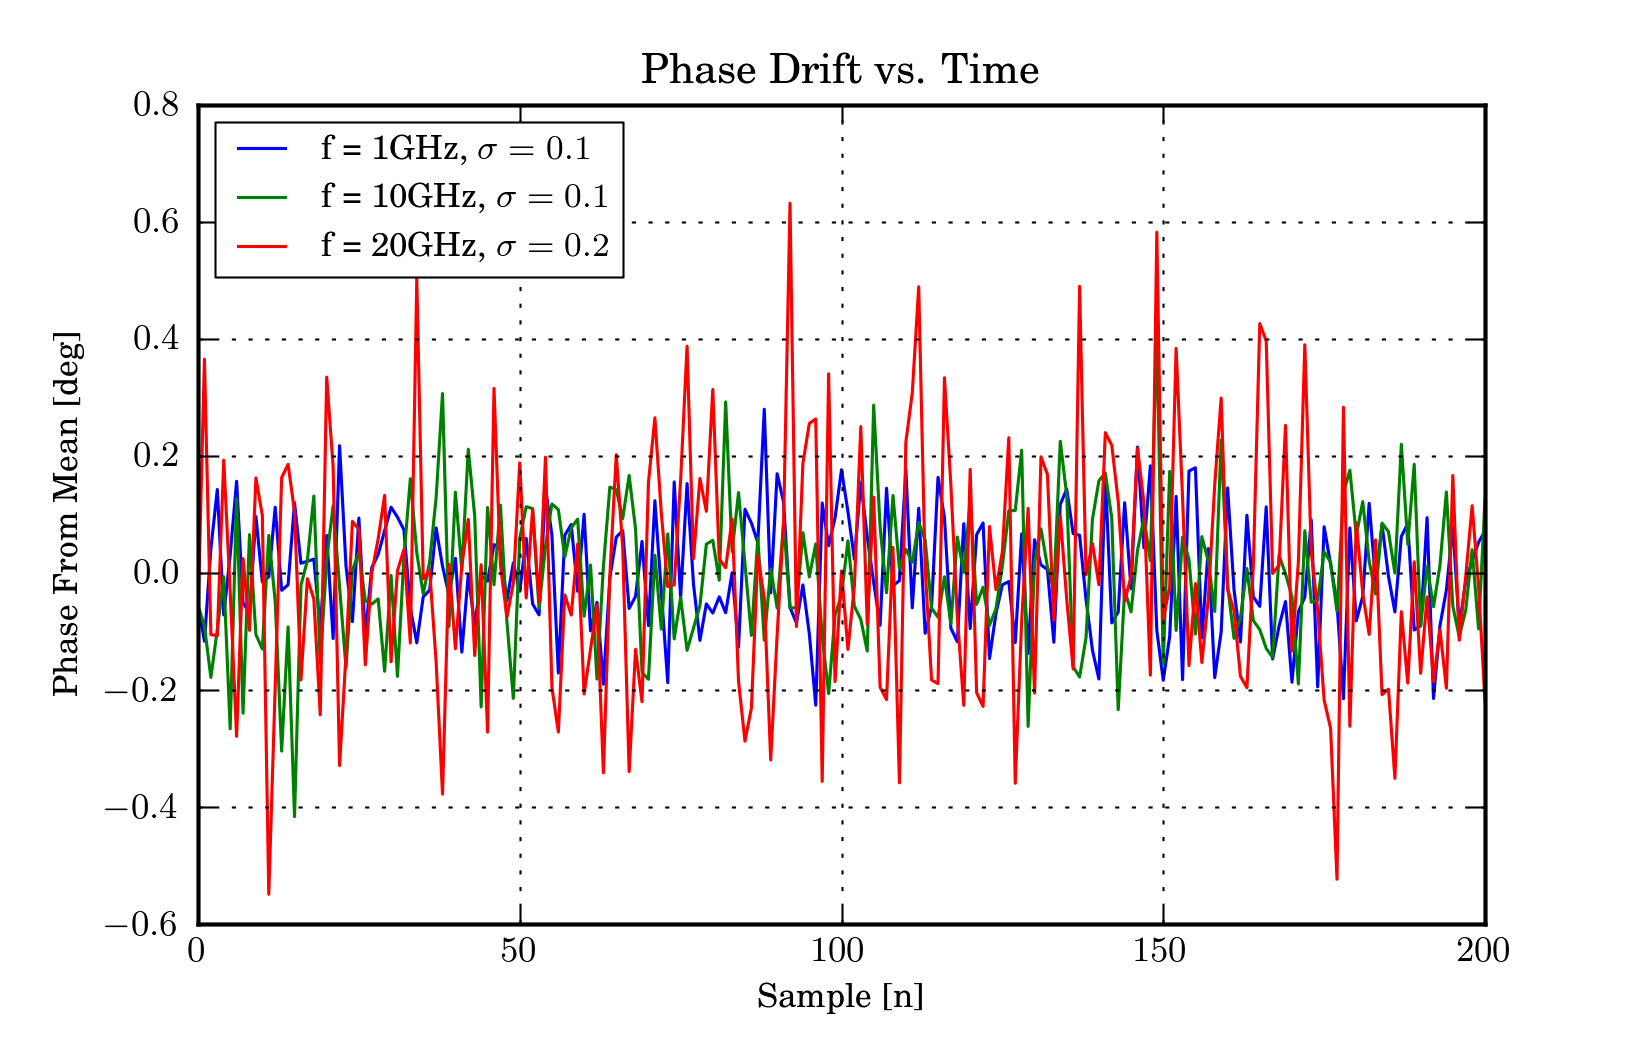 Phase Drift vs. Time
0.8
0.6
0.4
0.2
0.0
−0.2
−0.4
−0.6
Phase From Mean [deg]
f = 1GHz, σ = 0.1
f = 10GHz, σ = 0.1
f = 20GHz, σ = 0.2
0 50 100 150 200
Sample [n]